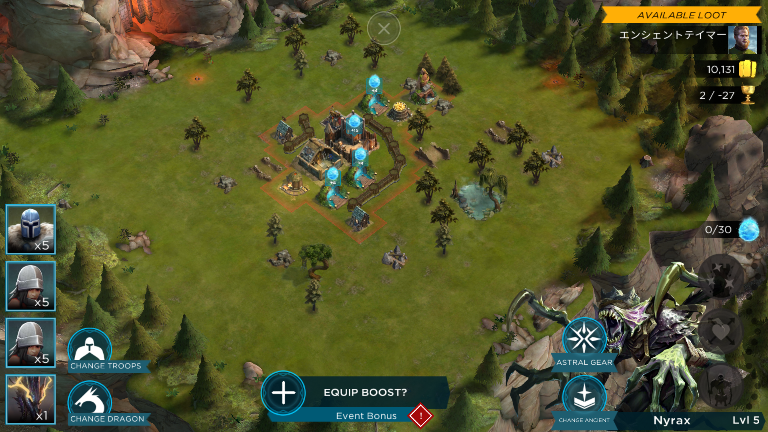 AVAILABLE LOOT
エンシェントテイマー
10,131
2 / -27
0/30
x5
x5
x5
x1
CHANGE TROOPS
CHANGE DRAGON
EQUIP BOOST?
Event Bonus
!
ASTRAL GEAR
CHANGE ANCIENT
Nyrax
Lvl 5